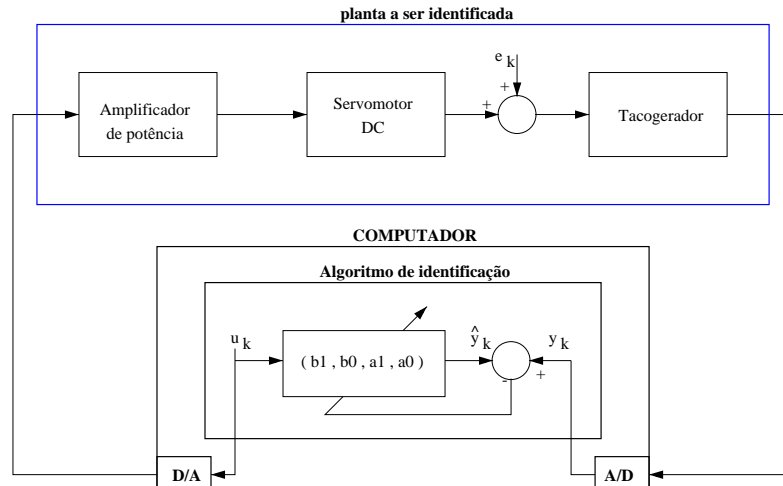 planta a ser identificada
e k
+
+
Amplificador
de potência
Servomotor
DC
Tacogerador
COMPUTADOR
Algoritmo de identificação
u k
( b1 , b0 , a1 , a0 )
^
y k
y k
-
+
D/A
A/D